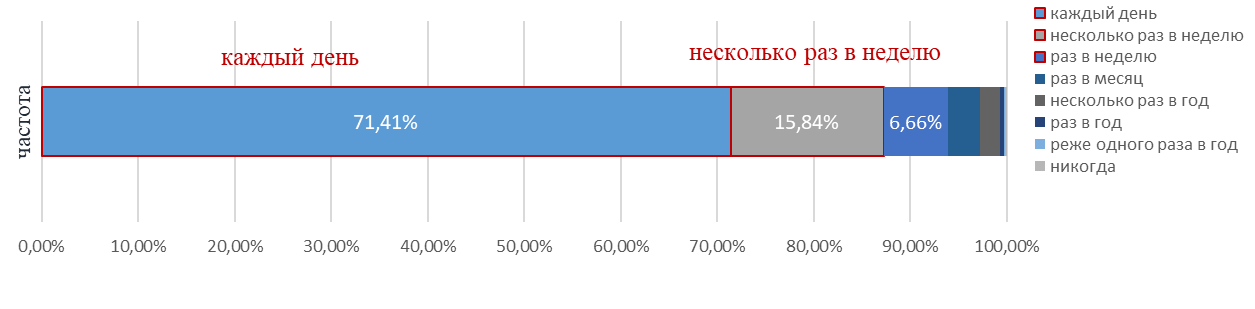 каждый день
несколько раз в неделю
частота
71,41%
15,84%
6,66%
0,00%
10,00%
20,00%
30,00%
40,00%
50,00%
60,00%
70,00%
80,00%
90,00%
100,00%
каждый день
несколько раз в неделю
раз в неделю
раз в месяц
несколько раз в год
раз в год
реже одного раза в год
никогда